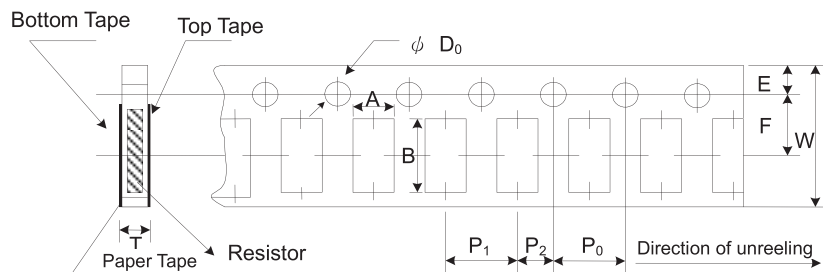 Bottom Tape
Top Tape
ϕ D₀
E
A
F
W
B
T
Paper Tape
Resistor
P₁
P₂
P₀
Direction of unreeling